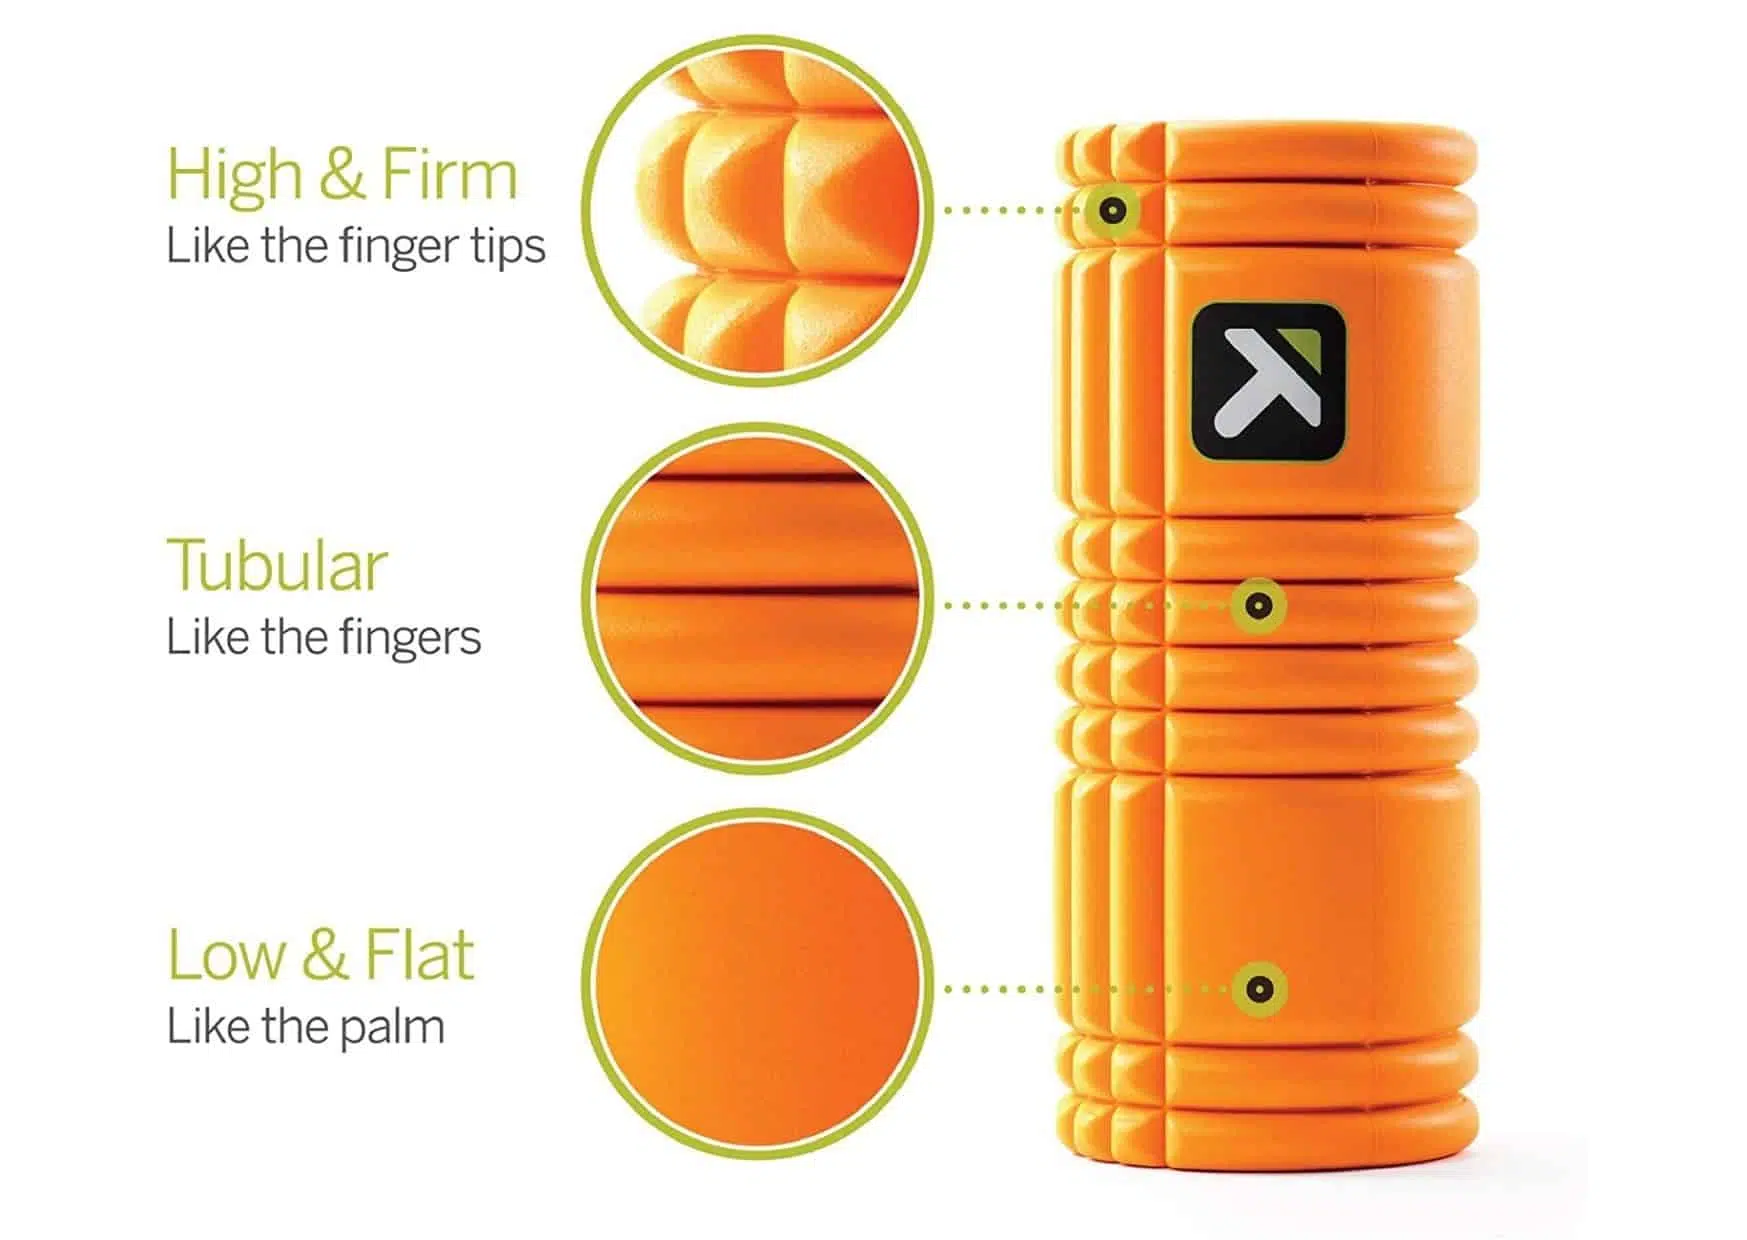 High & Firm
Like the finger tips
Tubular
Like the fingers
Low & Flat
Like the palm